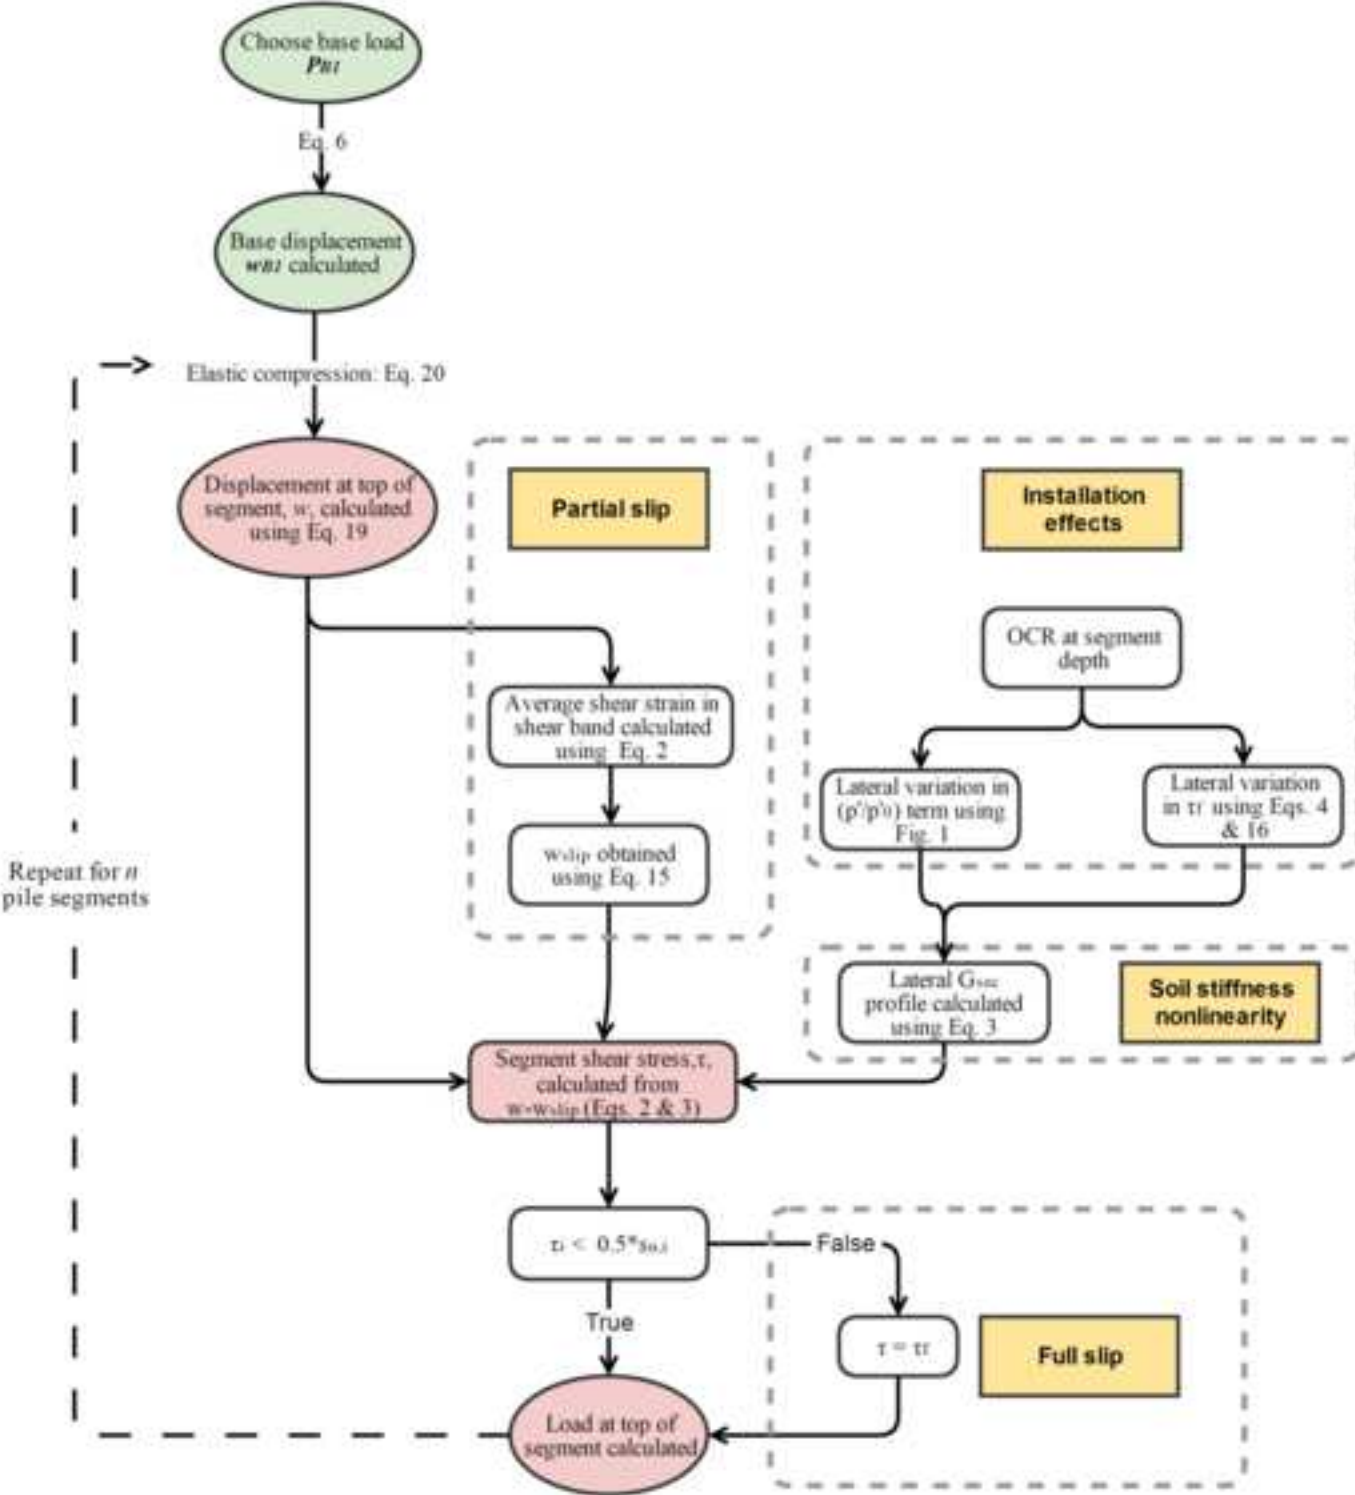 Choose base load
PB1
Eq. 6
Base displacement
wB1 calculated
Elastic compression: Eq. 20
Displacement at top of
segment, w, calculated
using Eq. 19
Partial slip
Installation
effects
OCR at segment
depth
Average shear strain in
shear band calculated
using Eq. 2
Lateral variation in
(p'/p'0) term using
Fig. 1
Lateral variation
in τf using Eqs. 4
& 16
wslip obtained
using Eq. 15
Repeat for n
pile segments
Lateral Gsec
profile calculated
using Eq. 3
Soil stiffness
nonlinearity
Segment shear stress,τ,
calculated from
w-wslip (Eqs. 2 & 3)
τi < 0.5*su,i
False
True
τ = τf
Full slip
Load at top of
segment calculated